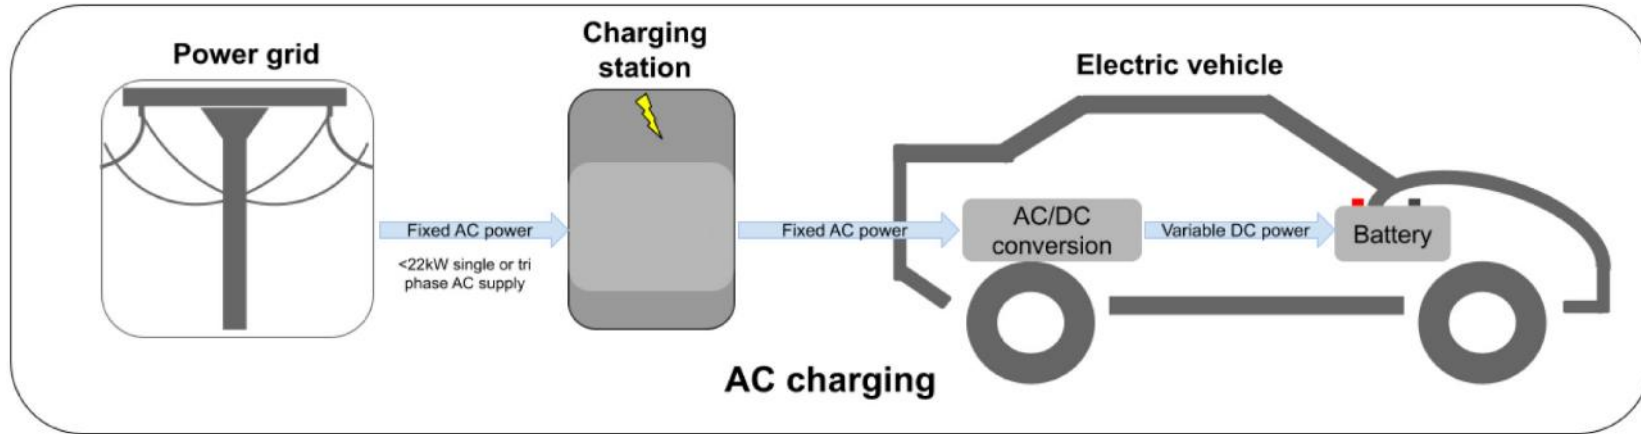 Power grid
Charging
station
Electric vehicle
Fixed AC power
<22kW single or tri
phase AC supply
Fixed AC power
AC/DC
conversion
Variable DC power
Battery
AC charging